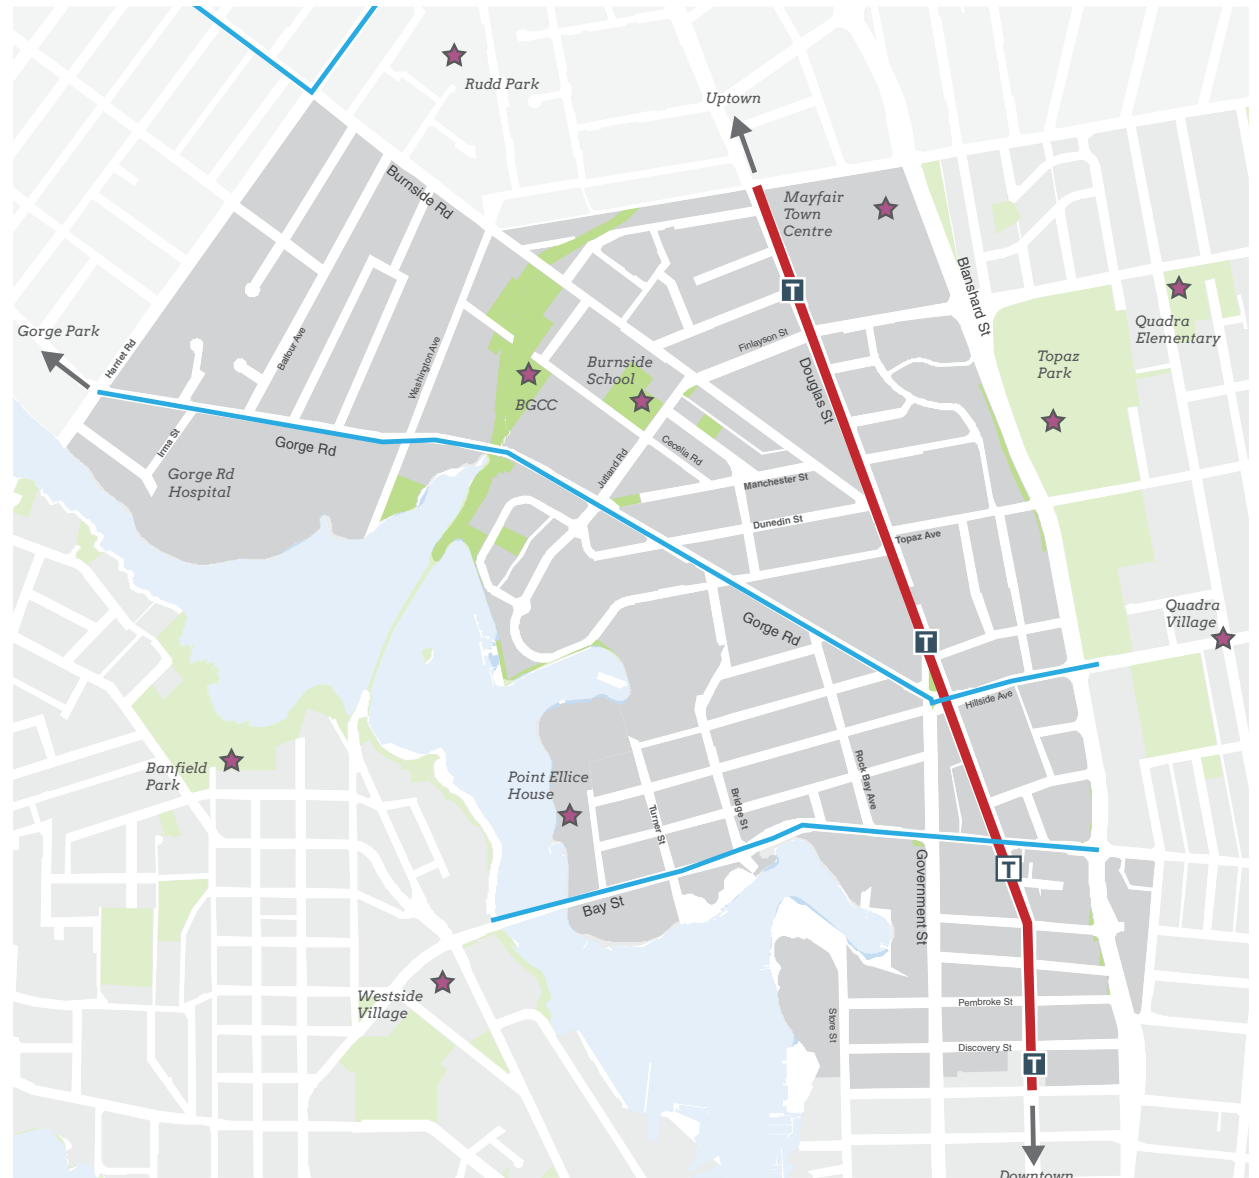 Rudd Park
Uptown
Burnside Rd
Mayfair
Town
Centre
Blanshard St
Gorge Park
Harriet Rd
Balfour Ave
Washington Ave
Quadra
Elementary
Finlayson St
Burnside
School
Topaz
Park
Douglas St
BGCC
Irma St
Gorge Rd
Gorge Rd
Hospital
Jutland Rd
Cecelia Rd
Manchester St
Dunedin St
Topaz Ave
T
Quadra
Village
Gorge Rd
T
Hillside Ave
Banfield
Park
Point Ellice
House
Turner St
Bridge St
Rock Bay Ave
T
Bay St
Government St
Westside
Village
Store St
Pembroke St
Discovery St
T
Downtown